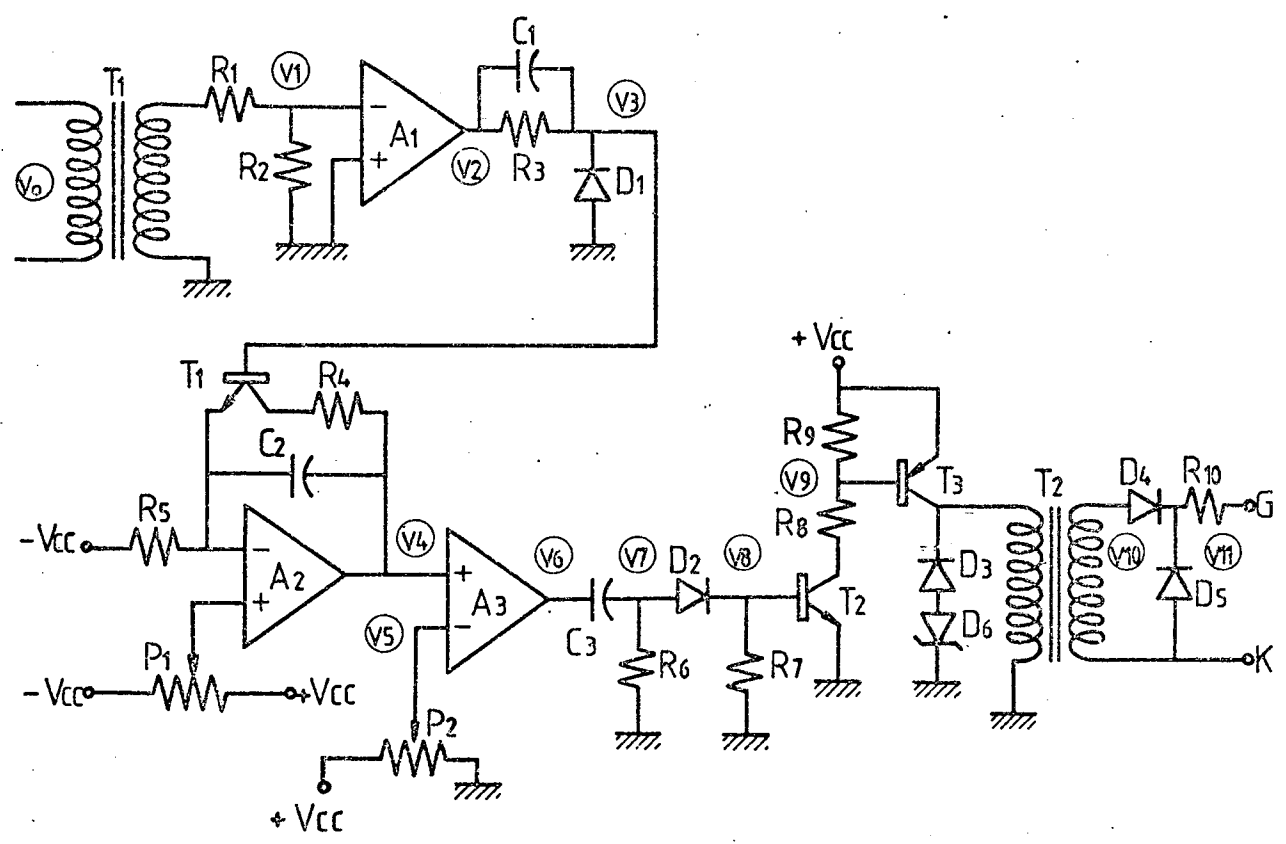 C1
T1
R1
V1
V3
−
A1
Vo
R2
+
V2
R3
D1
+ Vcc
T1
R4
R9
C2
V9
T3
T2
D4
R10
R5
G
-Vcc
−
V4
V6
V7
D2
V8
R8
V10
V11
A2
+
D3
+
A3
T2
D5
V5
−
C3
D6
P1
R6
R7
K
- Vcc
+Vcc
P2
+ Vcc